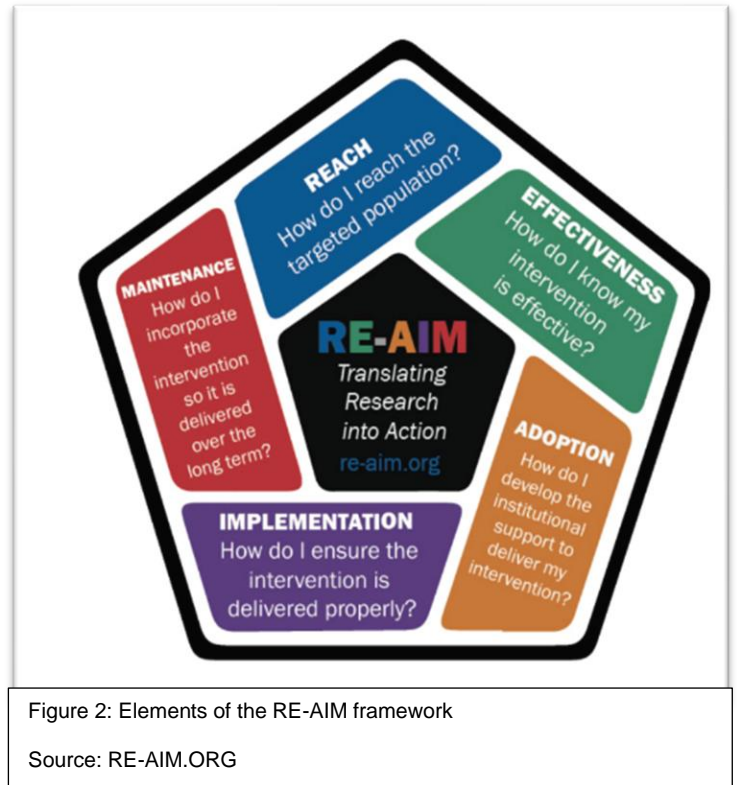 REACH
How do I reach the
targeted population?
EFFECTIVENESS
How do I know my
intervention
is effective?
ADOPTION
How do I
develop the
institutional
support to
deliver my
intervention?
IMPLEMENTATION
How do I ensure the
intervention is
delivered properly?
MAINTENANCE
How do I
incorporate
the
intervention
so it is
delivered
over the
long term?
RE-AIM
Translating
Research
into Action
re-aim.org
Figure 2: Elements of the RE-AIM framework
Source: RE-AIM.ORG